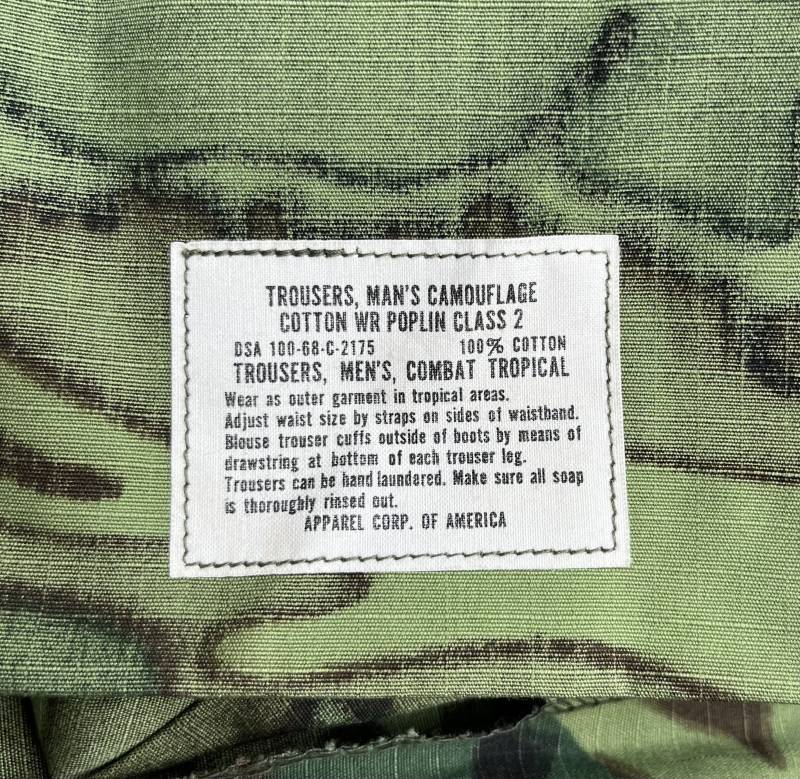 TROUSERS, MAN'S CAMOUFLAGE
COTTON WR POPLIN CLASS 2
DSA 100-68-C-2175 100% COTTON
TROUSERS, MEN'S, COMBAT TROPICAL
Wear as outer garment in tropical areas.
Adjust waist size by straps on sides of waistband.
Blouse trouser cuffs outside of boots by means of
drawstring at bottom of each trouser leg.
Trousers can be hand laundered. Make sure all soap
is thoroughly rinsed out.
APPAREL CORP. OF AMERICA